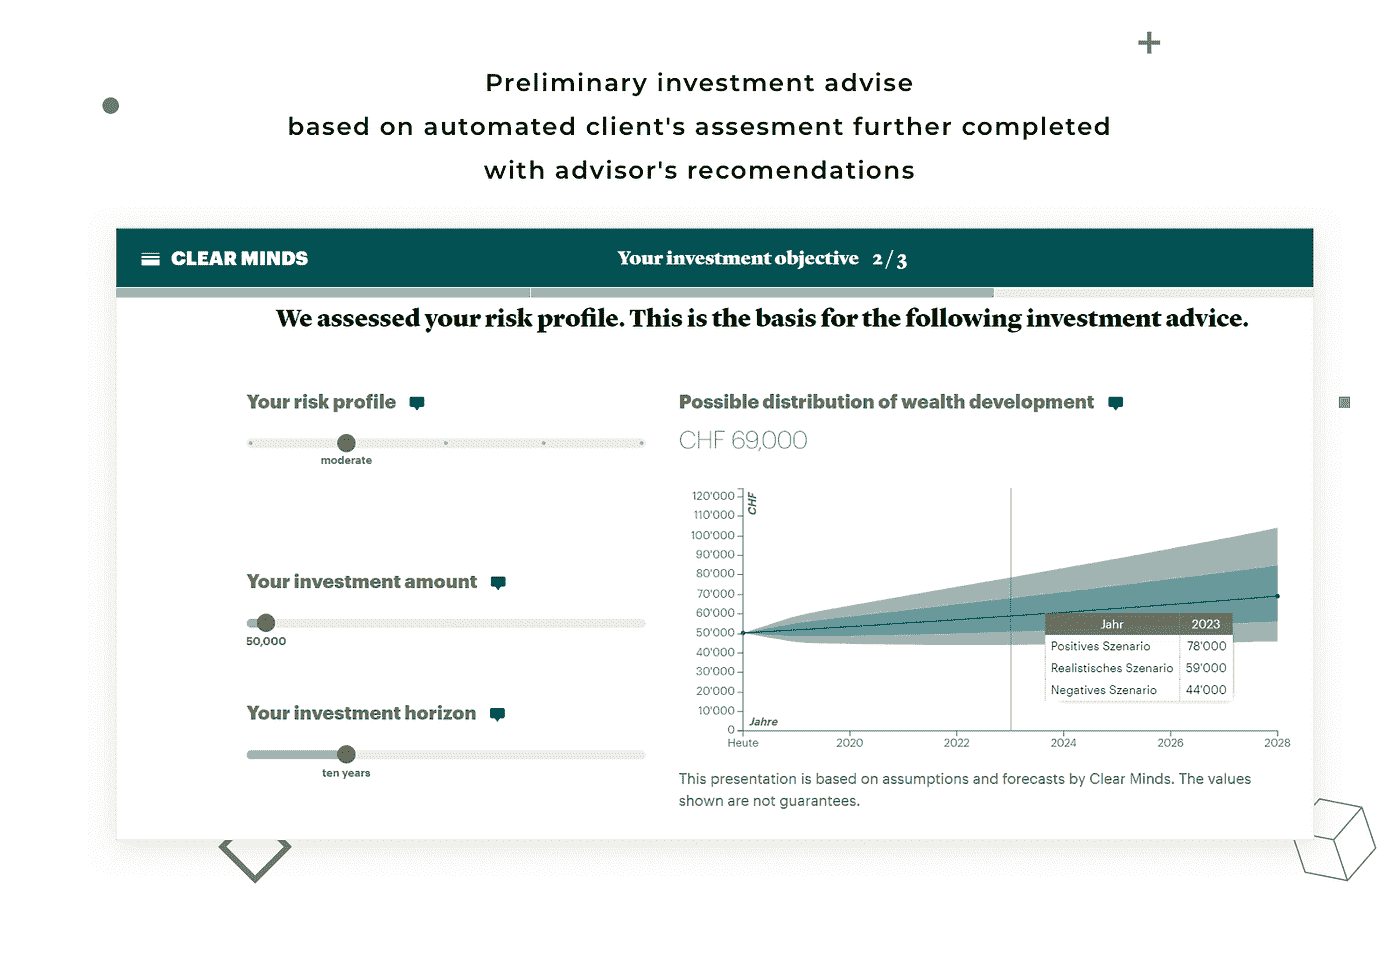 Preliminary investment advise
based on automated client's assesment further completed
with advisor's recomendations
CLEAR MINDS
Your investment objective 2 / 3
We assessed your risk profile. This is the basis for the following investment advice.
Your risk profile
moderate
Your investment amount
50,000
Your investment horizon
ten years
Possible distribution of wealth development
CHF 69,000
CHF
120'000
110'000
100'000
90'000
80'000
70'000
60'000
50'000
40'000
30'000
20'000
10'000
0
Jahre
Heute 2020 2022 2024 2026 2028
Jahr 2023
Positives Szenario 78'000
Realistisches Szenario 59'000
Negatives Szenario 44'000
This presentation is based on assumptions and forecasts by Clear Minds. The values
shown are not guarantees.